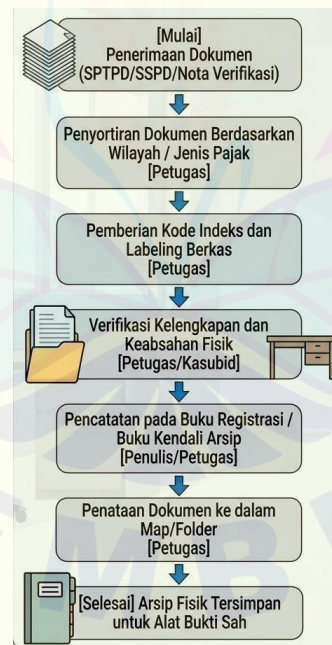 [Mulai]
Penerimaan Dokumen
(SPTPD/SSPD/Nota Verifikasi)
Penyortiran Dokumen Berdasarkan
Wilayah / Jenis Pajak
[Petugas]
Pemberian Kode Indeks dan
Labeling Berkas
[Petugas]
Verifikasi Kelengkapan dan
Keabsahan Fisik
[Petugas/Kasubid]
Pencatatan pada Buku Registrasi /
Buku Kendali Arsip
[Penulis/Petugas]
Penataan Dokumen ke dalam
Map/Folder
[Petugas]
[Selesai] Arsip Fisik Tersimpan
untuk Alat Bukti Sah